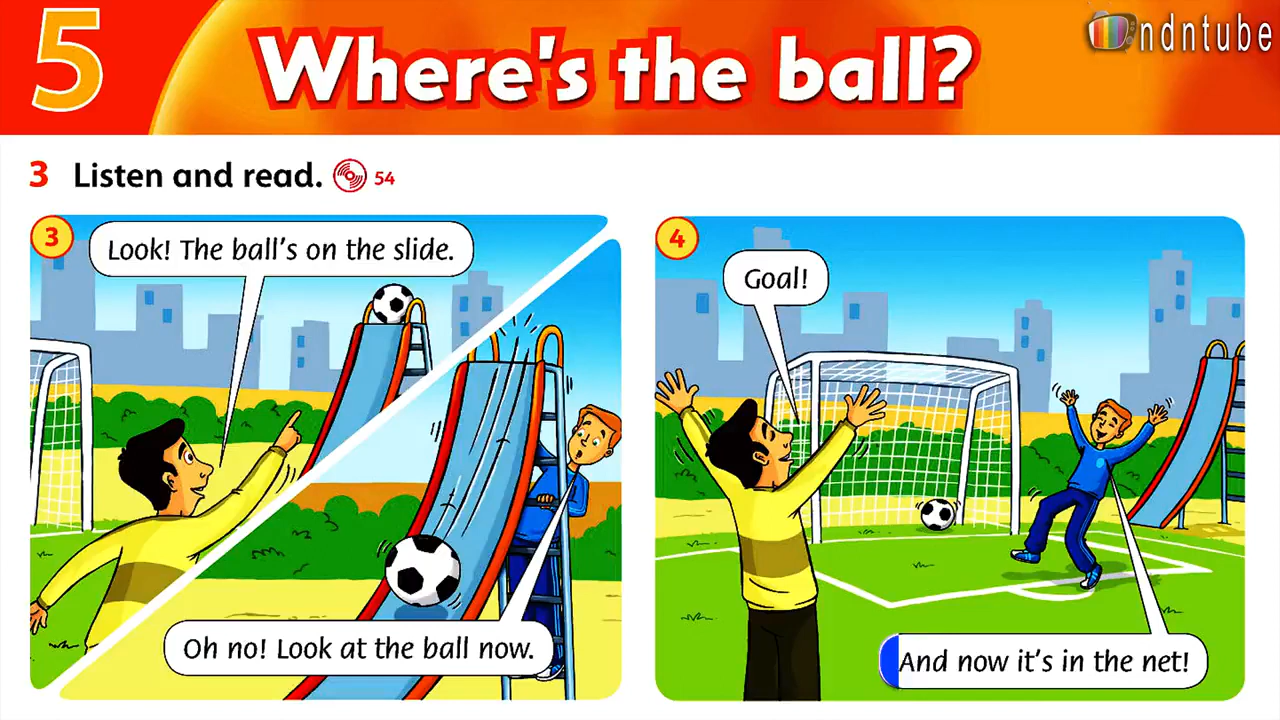 5
Where's the ball?
ndntube
3 Listen and read. 54
3
Look! The ball's on the slide.
Oh no! Look at the ball now.
4
Goal!
And now it's in the net!